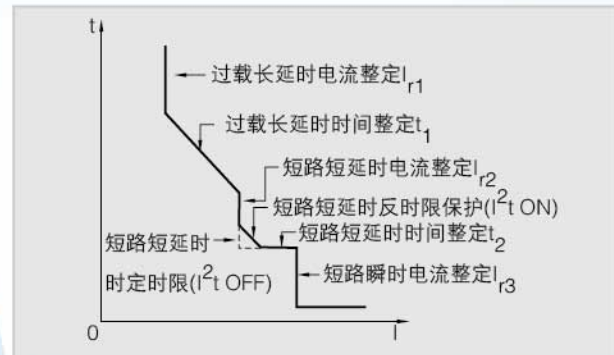 t
过载长延时电流整定Ir1
过载长延时时间整定t1
短路短延时电流整定Ir2
短路短延时反时限保护(I²t ON)
短路短延时时间整定t2
短路短延时
时定时限(I²t OFF)
短路瞬时电流整定Ir3
0
I